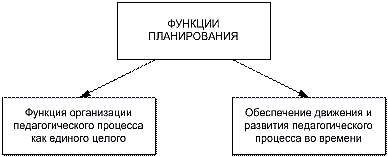 ФУНКЦИИ
ПЛАНИРОВАНИЯ
Функция организации
педагогического процесса
как единого целого
Обеспечение движения и
развития педагогического
процесса во времени